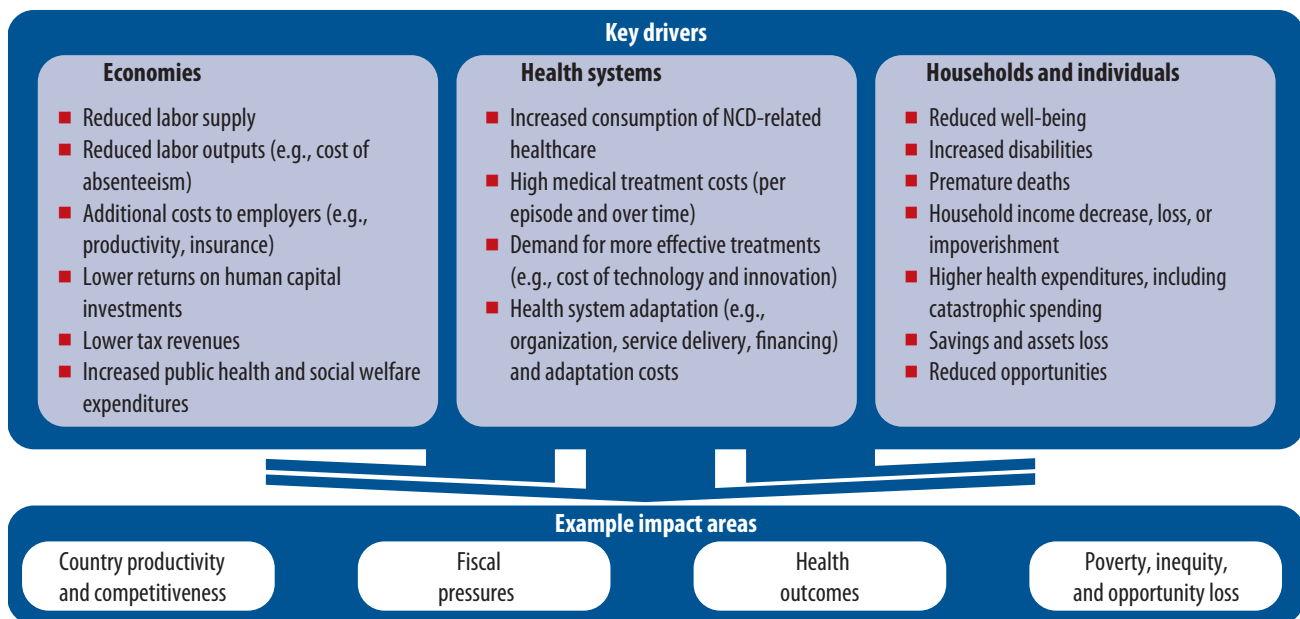 Key drivers
Economies
■ Reduced labor supply
■ Reduced labor outputs (e.g., cost of
absenteeism)
■ Additional costs to employers (e.g.,
productivity, insurance)
■ Lower returns on human capital
investments
■ Lower tax revenues
■ Increased public health and social welfare
expenditures
Health systems
■ Increased consumption of NCD-related
healthcare
■ High medical treatment costs (per
episode and over time)
■ Demand for more effective treatments
(e.g., cost of technology and innovation)
■ Health system adaptation (e.g.,
organization, service delivery, financing)
and adaptation costs
Households and individuals
■ Reduced well-being
■ Increased disabilities
■ Premature deaths
■ Household income decrease, loss, or
impoverishment
■ Higher health expenditures, including
catastrophic spending
■ Savings and assets loss
■ Reduced opportunities
Example impact areas
Country productivity
and competitiveness
Fiscal
pressures
Health
outcomes
Poverty, inequity,
and opportunity loss